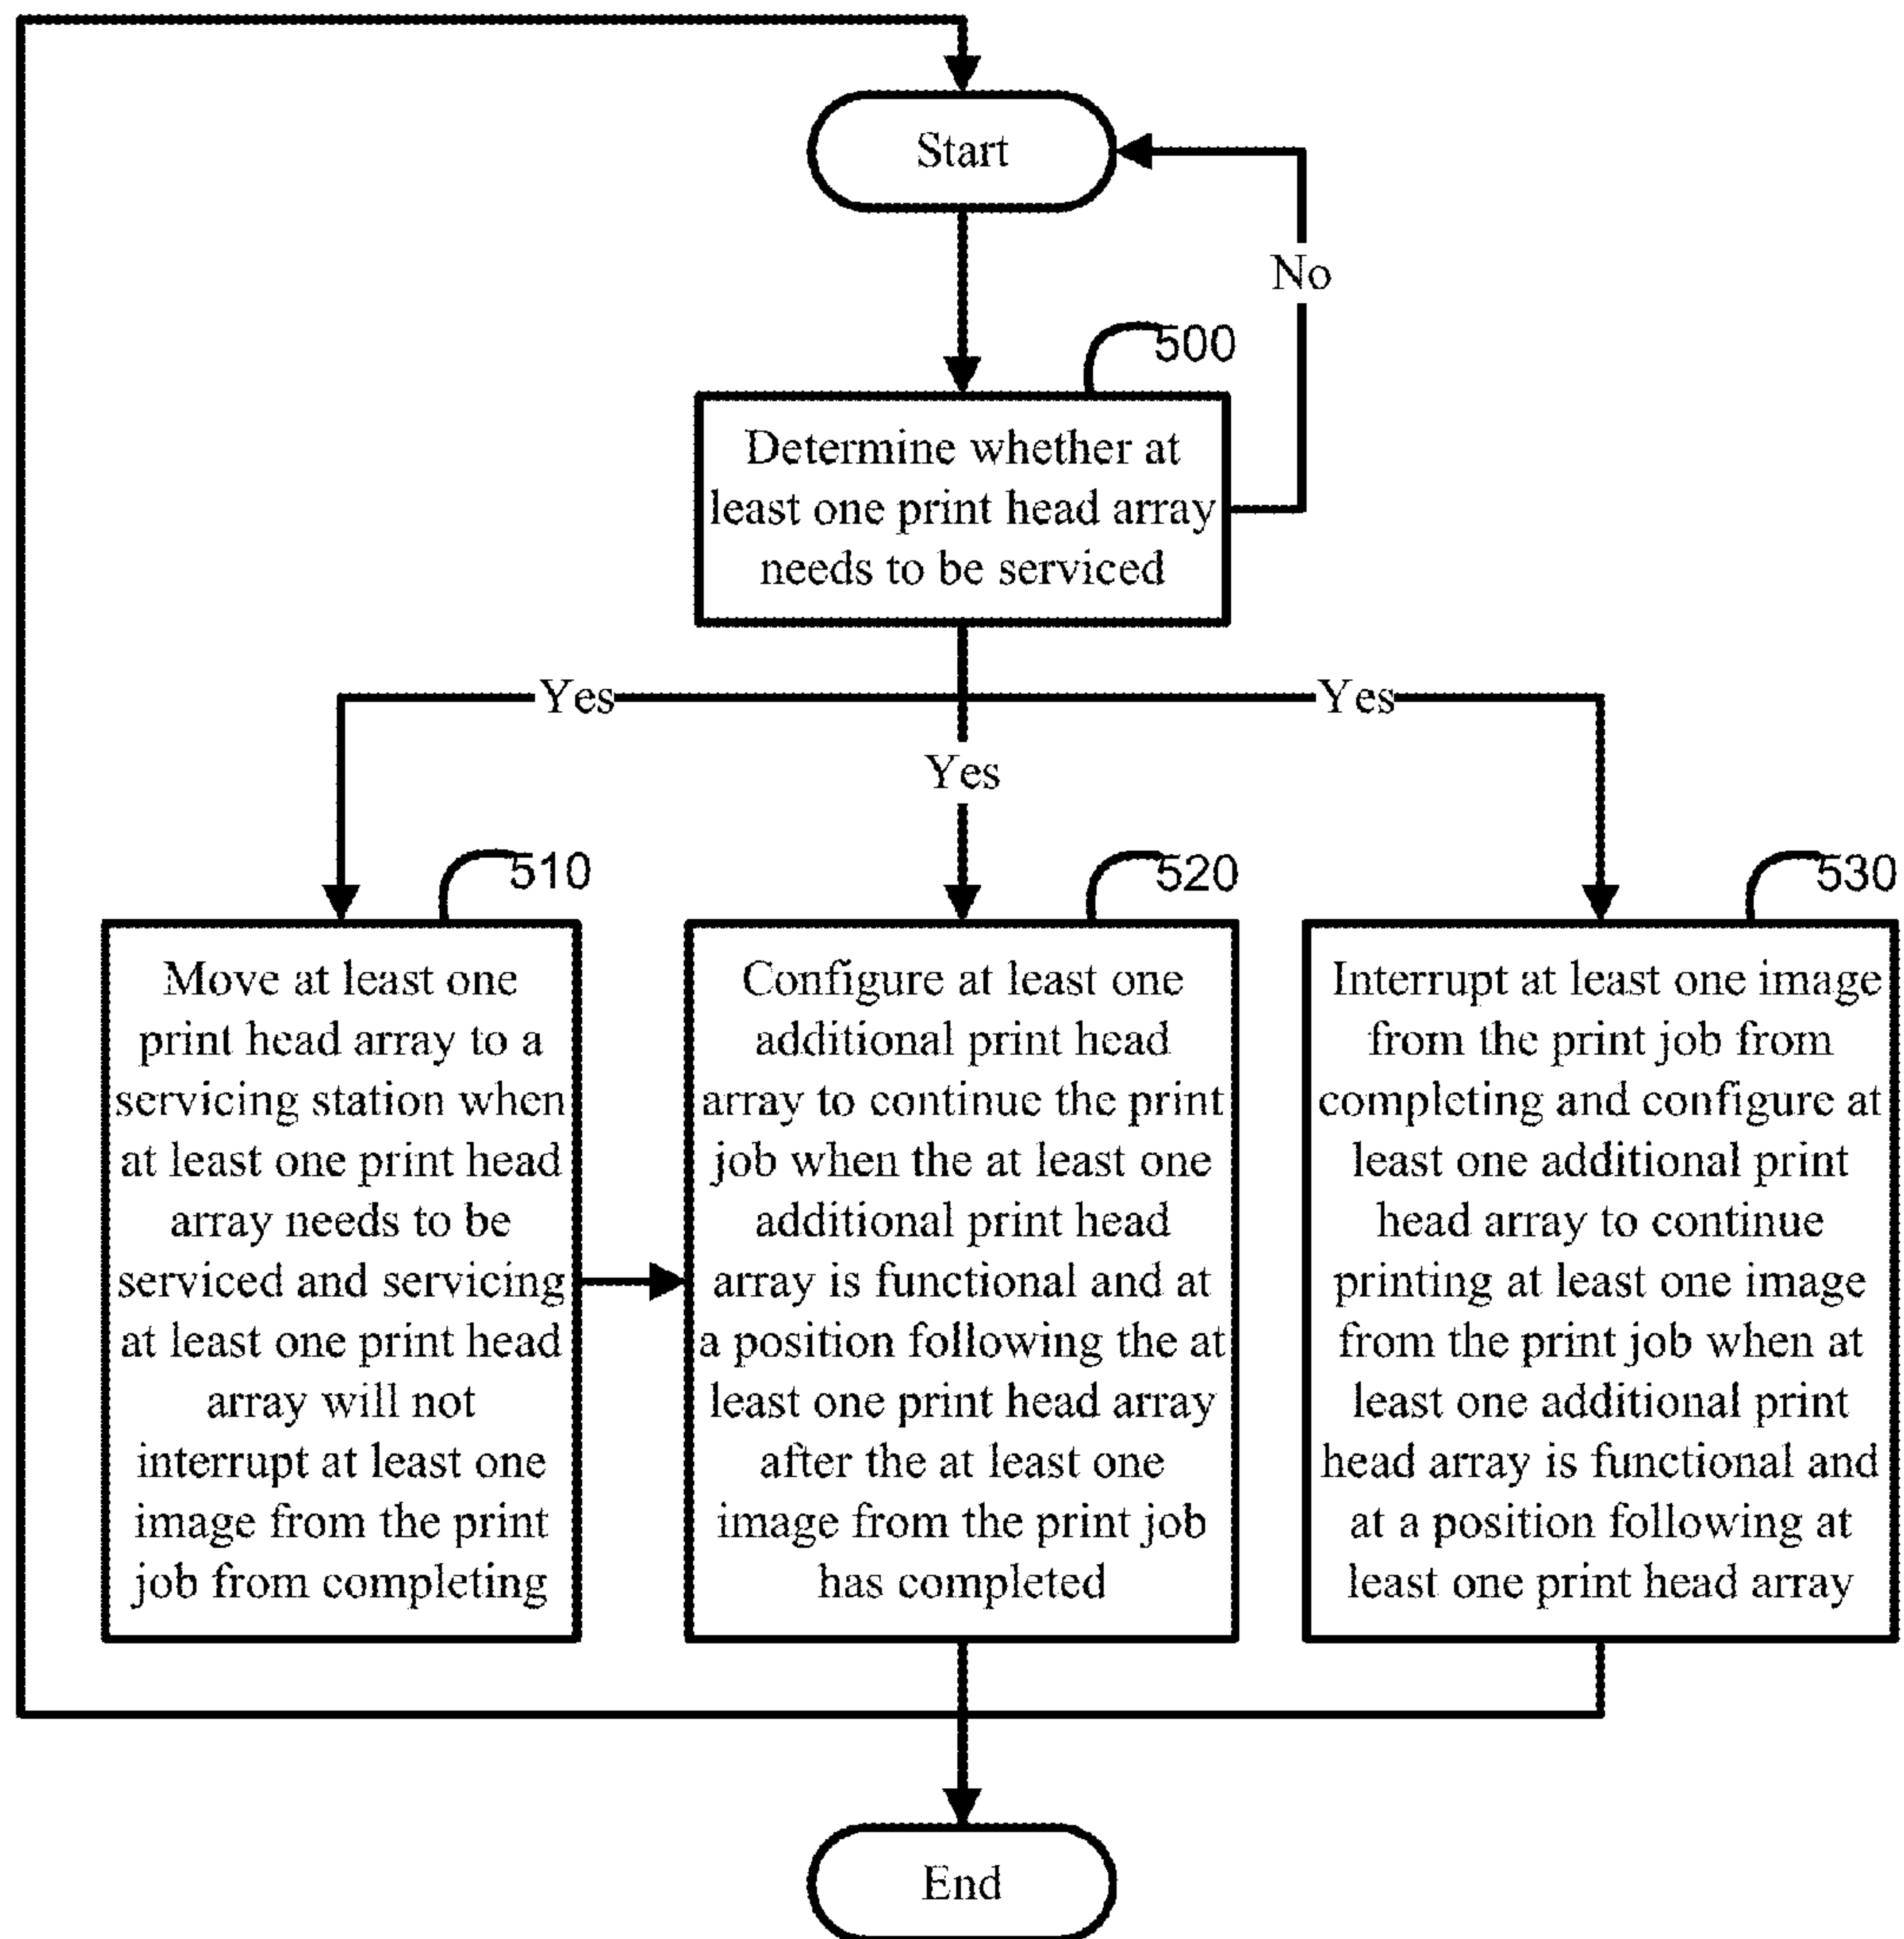 Start
No
500
Determine whether at
least one print head array
needs to be serviced
Yes
Yes
Yes
510
Move at least one
print head array to a
servicing station when
at least one print head
array needs to be
serviced and servicing
at least one print head
array will not
interrupt at least one
image from the print
job from completing
520
Configure at least one
additional print head
array to continue the print
job when the at least one
additional print head
array is functional and at
a position following the at
least one print head array
after the at least one
image from the print job
has completed
530
Interrupt at least one image
from the print job from
completing and configure at
least one additional print
head array to continue
printing at least one image
from the print job when at
least one additional print
head array is functional and
at a position following at
least one print head array
End